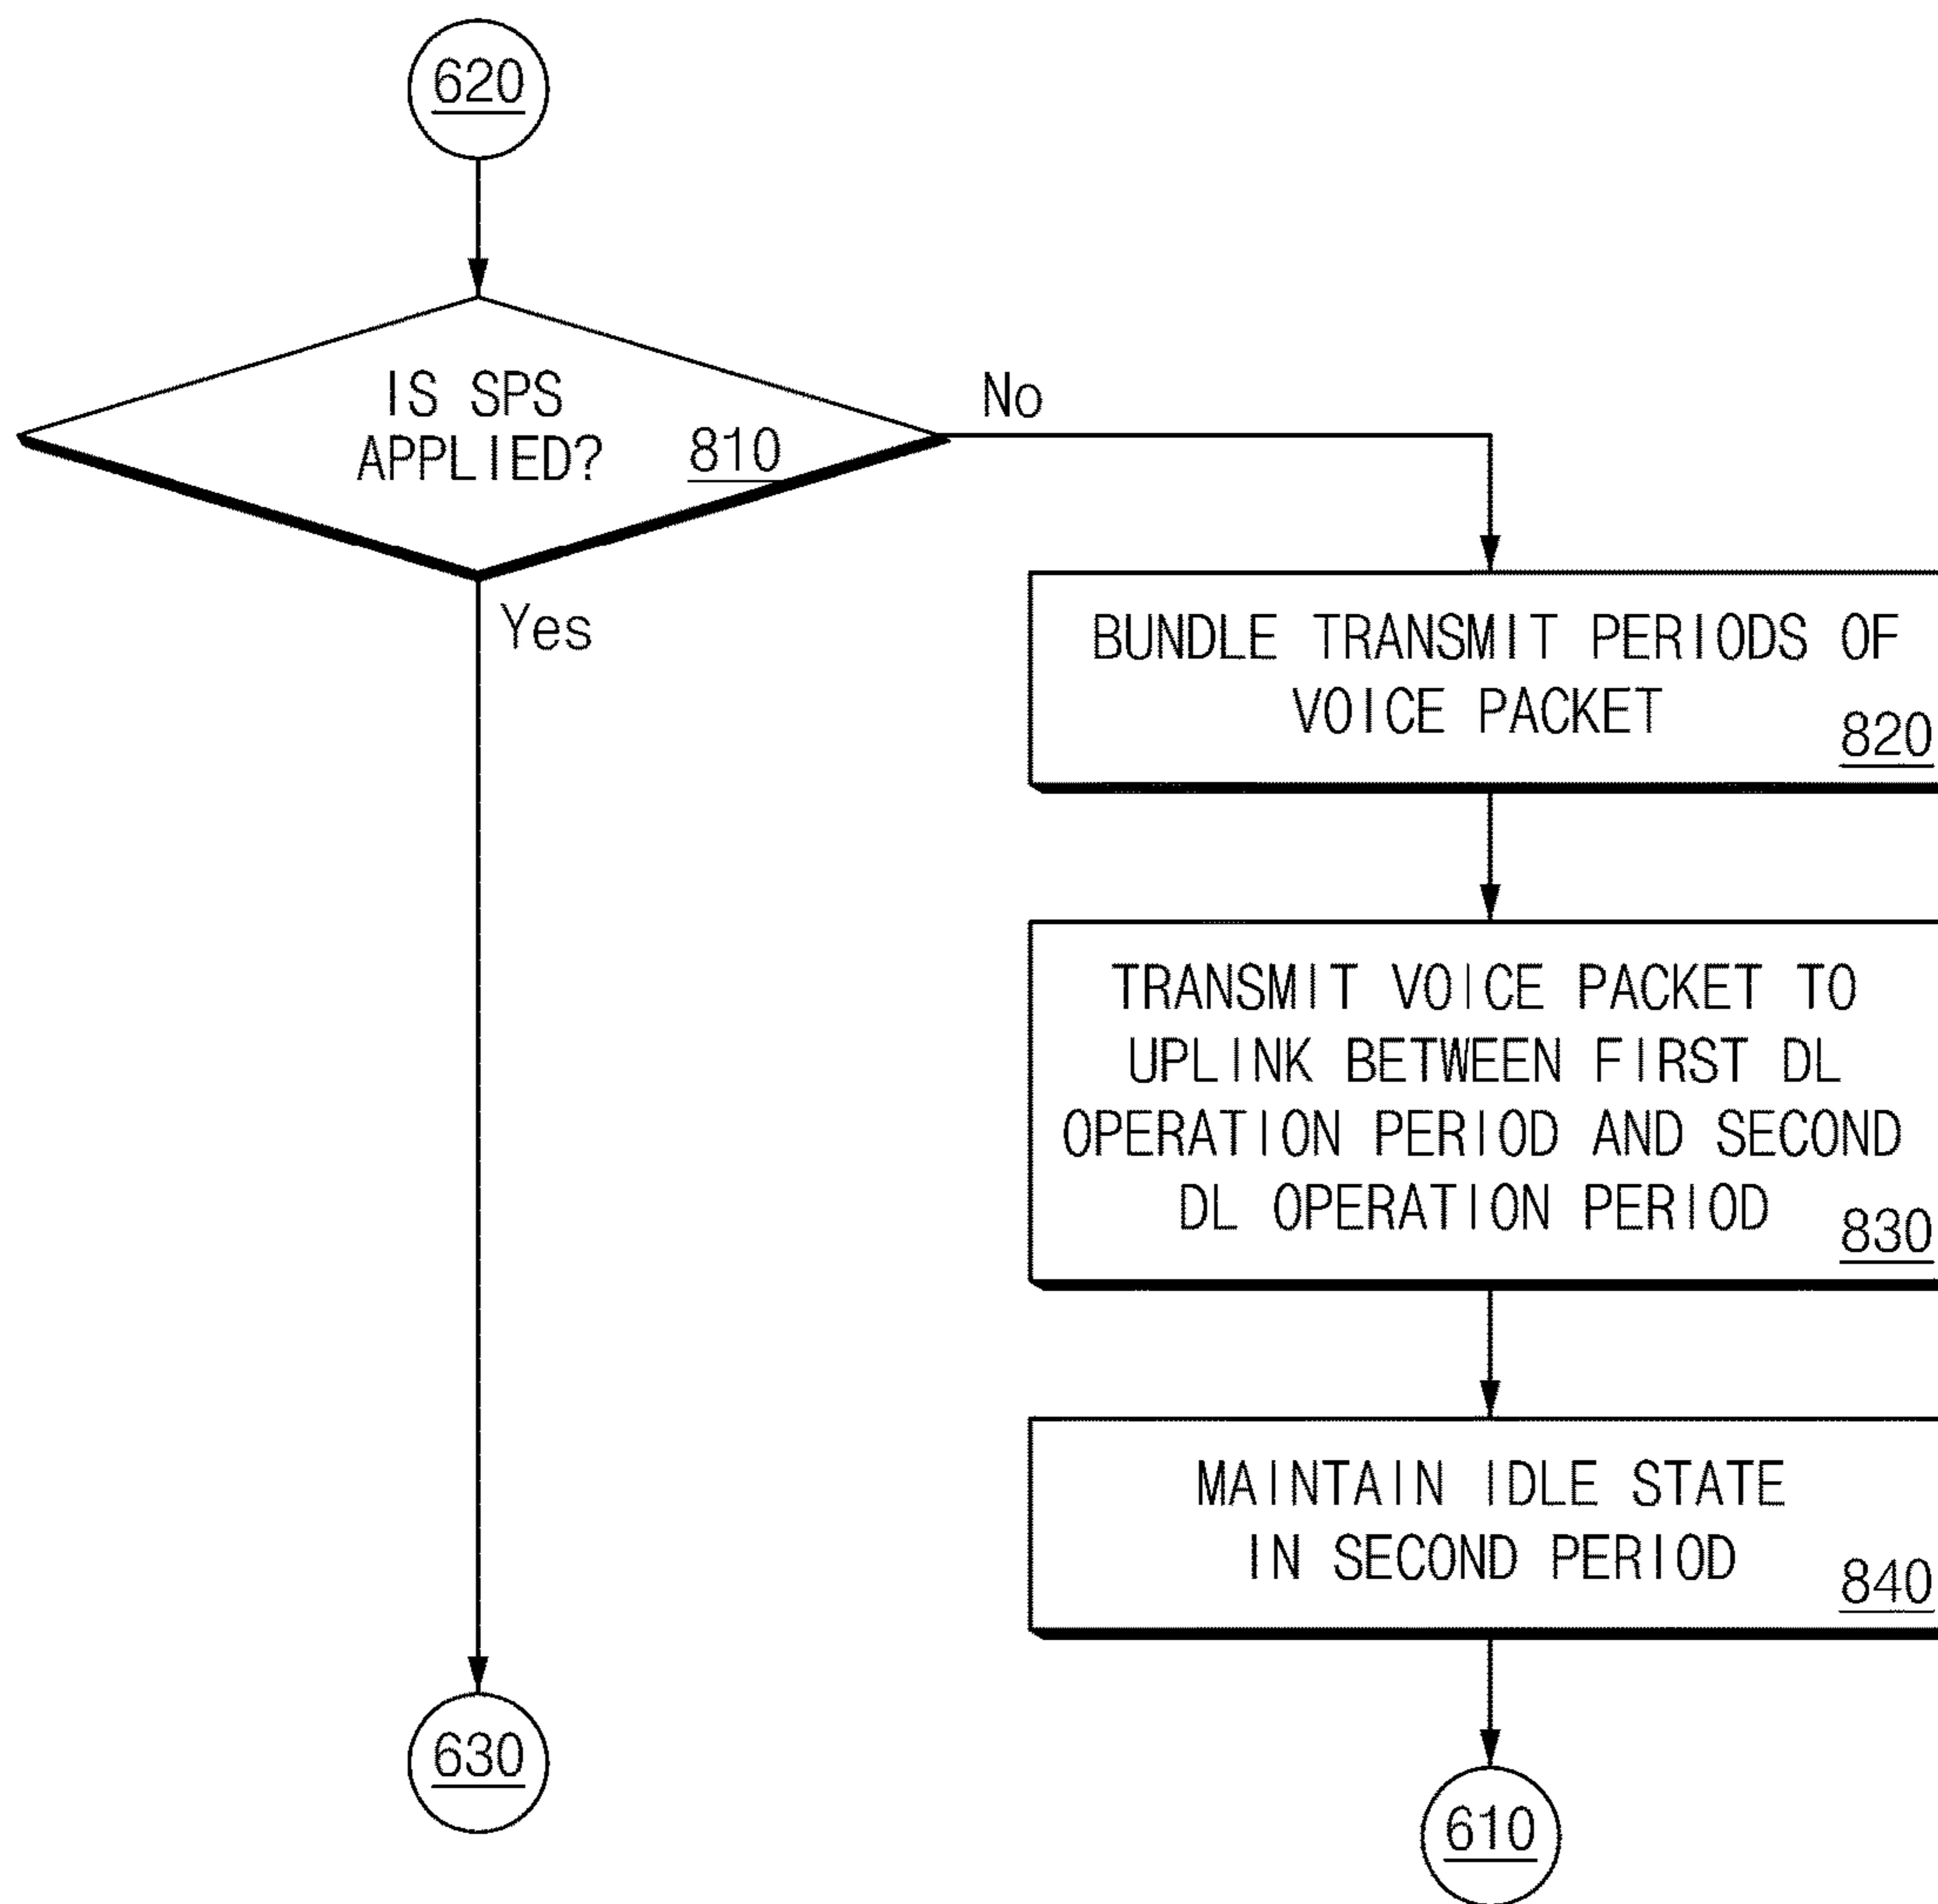 620
IS SPS
APPLIED?
810
No
Yes
BUNDLE TRANSMIT PERIODS OF
VOICE PACKET
820
TRANSMIT VOICE PACKET TO
UPLINK BETWEEN FIRST DL
OPERATION PERIOD AND SECOND
DL OPERATION PERIOD
830
MAINTAIN IDLE STATE
IN SECOND PERIOD
840
630
610